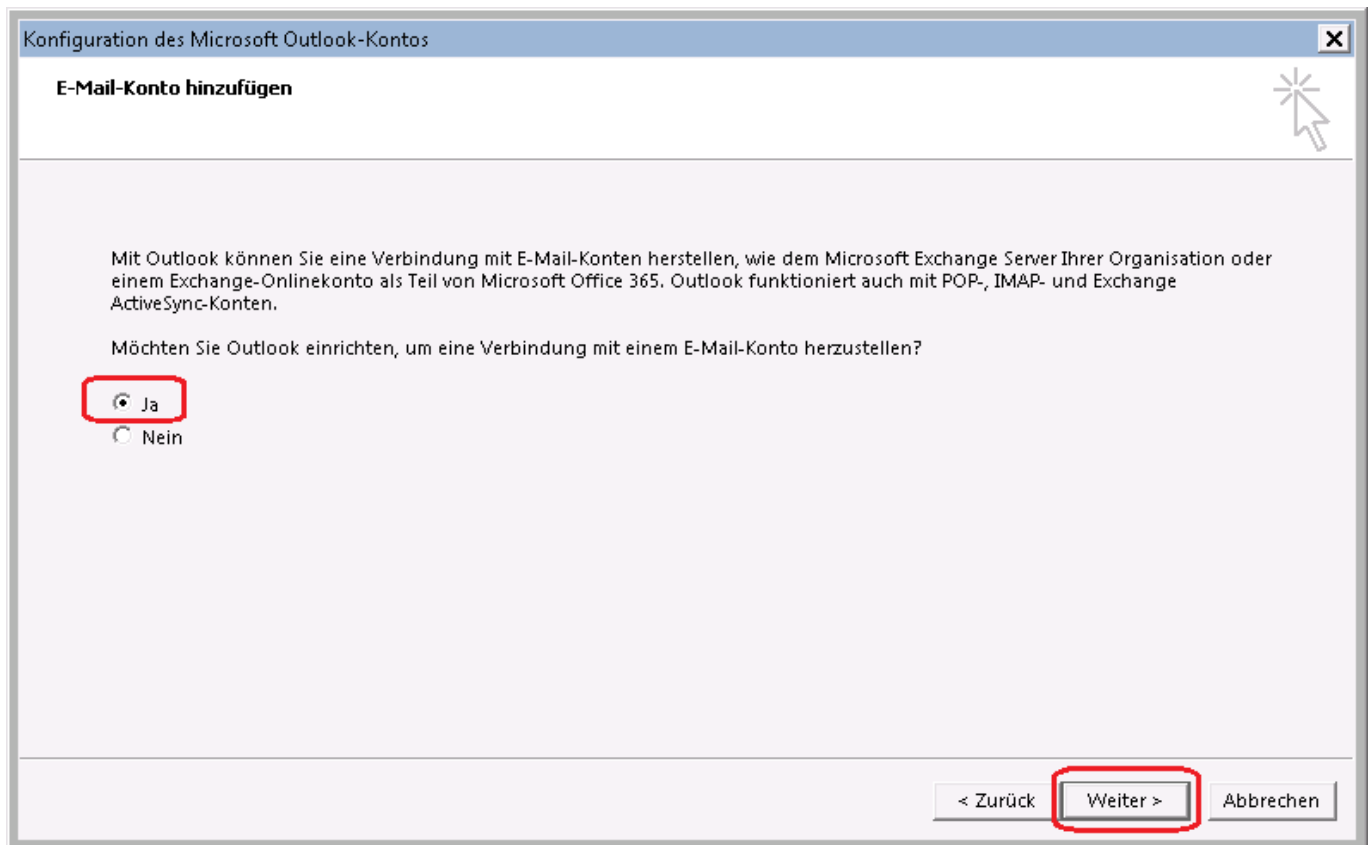 Konfiguration des Microsoft Outlook-Kontos
E-Mail-Konto hinzufügen
Mit Outlook können Sie eine Verbindung mit E-Mail-Konten herstellen, wie dem Microsoft Exchange Server Ihrer Organisation oder
einem Exchange-Onlinekonto als Teil von Microsoft Office 365. Outlook funktioniert auch mit POP-, IMAP- und Exchange
ActiveSync-Konten.
Möchten Sie Outlook einrichten, um eine Verbindung mit einem E-Mail-Konto herzustellen?
Ja
Nein
< Zurück Weiter > Abbrechen